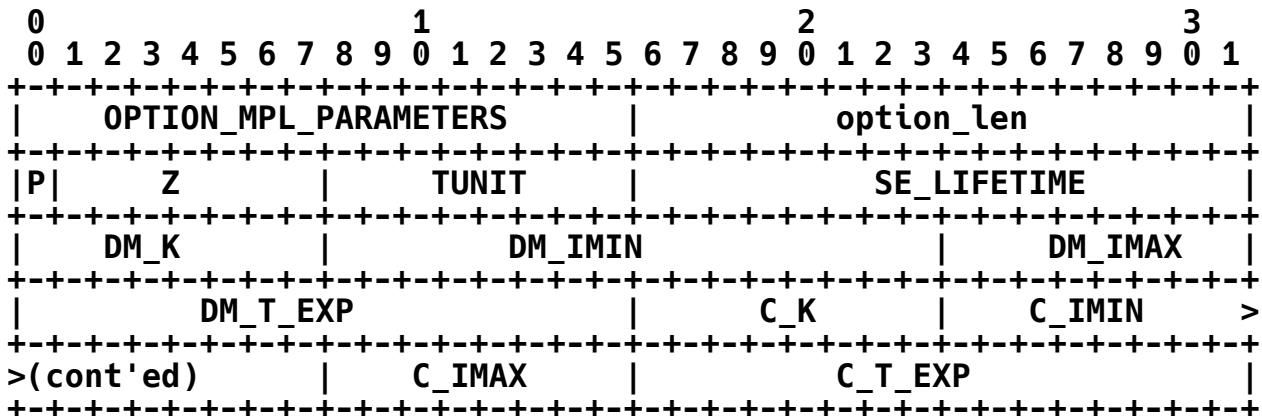 0                   1                   2                   3
 0 1 2 3 4 5 6 7 8 9 0 1 2 3 4 5 6 7 8 9 0 1 2 3 4 5 6 7 8 9 0 1
+-+-+-+-+-+-+-+-+-+-+-+-+-+-+-+-+-+-+-+-+-+-+-+-+-+-+-+-+-+-+-+-+
|    OPTION_MPL_PARAMETERS      |          option_len           |
+-+-+-+-+-+-+-+-+-+-+-+-+-+-+-+-+-+-+-+-+-+-+-+-+-+-+-+-+-+-+-+-+
|P|     Z       |     TUNIT     |            SE_LIFETIME        |
+-+-+-+-+-+-+-+-+-+-+-+-+-+-+-+-+-+-+-+-+-+-+-+-+-+-+-+-+-+-+-+-+
|    DM_K       |         DM_IMIN               |     DM_IMAX   |
+-+-+-+-+-+-+-+-+-+-+-+-+-+-+-+-+-+-+-+-+-+-+-+-+-+-+-+-+-+-+-+-+
|         DM_T_EXP              |      C_K      |    C_IMIN     >
+-+-+-+-+-+-+-+-+-+-+-+-+-+-+-+-+-+-+-+-+-+-+-+-+-+-+-+-+-+-+-+-+
>(cont'ed)      |    C_IMAX     |          C_T_EXP              |
+-+-+-+-+-+-+-+-+-+-+-+-+-+-+-+-+-+-+-+-+-+-+-+-+-+-+-+-+-+-+-+-+